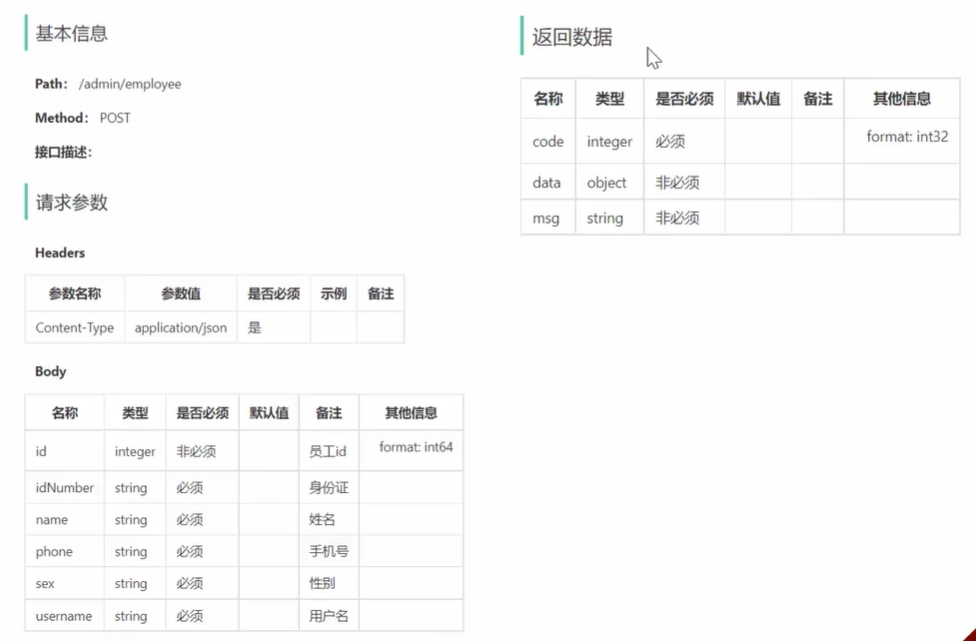 基本信息
Path： /admin/employee
Method： POST
接口描述：
请求参数
Headers
参数名称 参数值 是否必须 示例 备注
Content-Type application/json 是
Body
名称 类型 是否必须 默认值 备注 其他信息
id integer 非必须 员工id format: int64
idNumber string 必须 身份证
name string 必须 姓名
phone string 必须 手机号
sex string 必须 性别
username string 必须 用户名
返回数据
名称 类型 是否必须 默认值 备注 其他信息
code integer 必须 format: int32
data object 非必须
msg string 非必须